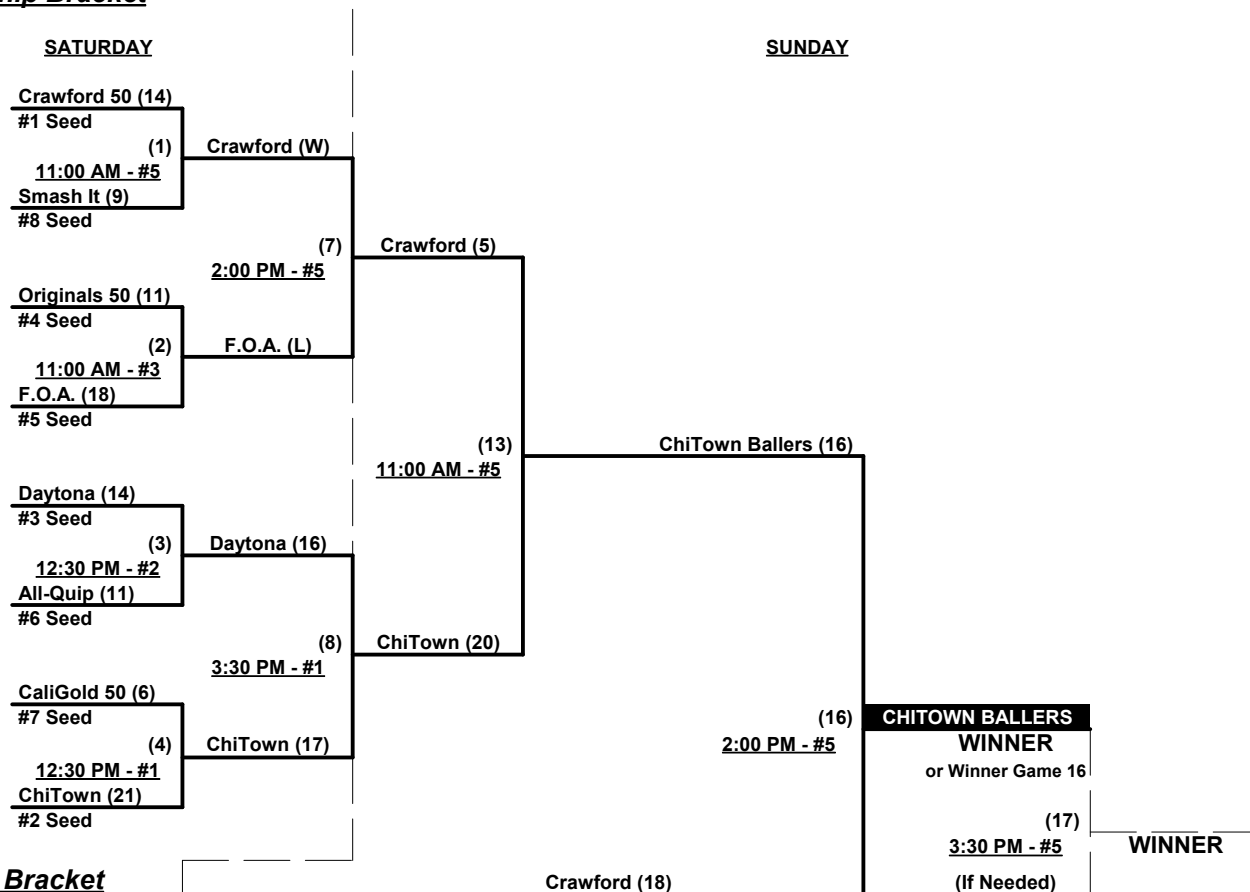 Bracket
SATURDAY
SUNDAY
Crawford 50 (14)
#1 Seed
(1)
11:00 AM - #5
Smash It (9)
#8 Seed
Crawford (W)
(7)
2:00 PM - #5
Crawford (5)
Originals 50 (11)
#4 Seed
(2)
11:00 AM - #3
F.O.A. (18)
#5 Seed
F.O.A. (L)
(13)
11:00 AM - #5
ChiTown Ballers (16)
Daytona (14)
#3 Seed
(3)
12:30 PM - #2
All-Quip (11)
#6 Seed
Daytona (16)
(8)
3:30 PM - #1
ChiTown (20)
CaliGold 50 (6)
#7 Seed
(4)
12:30 PM - #1
ChiTown (21)
#2 Seed
ChiTown (17)
(16)
2:00 PM - #5
CHITOWN BALLERS
WINNER
or Winner Game 16
(17)
3:30 PM - #5
(If Needed)
WINNER
Bracket
Crawford (18)